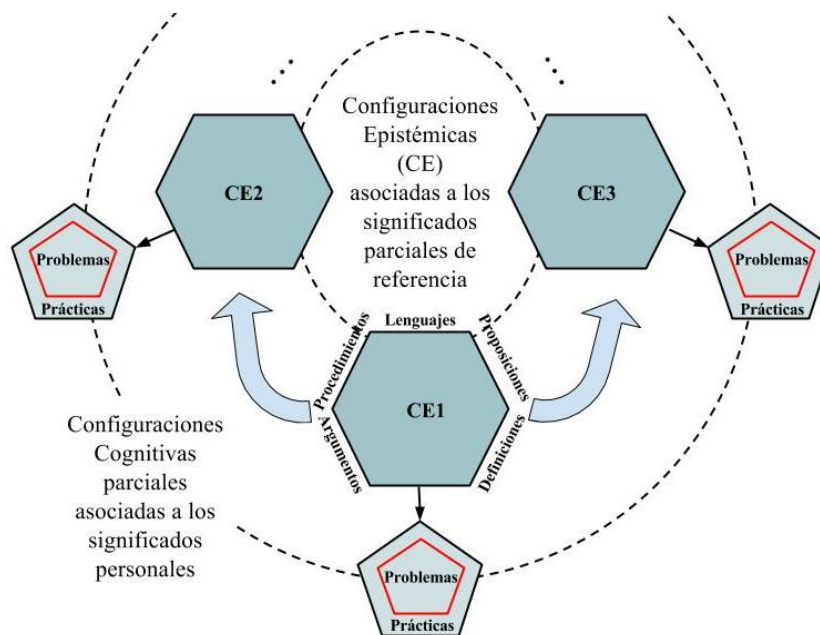 ...
...
Configuraciones
Epistémicas
(CE)
asociadas a los
significados
parciales de
referencia
CE2
CE3
Problemas
Prácticas
Problemas
Prácticas
Lenguajes
Procedimientos
Proposiciones
CE1
Argumentos
Definiciones
Configuraciones
Cognitivas
parciales
asociadas a los
significados
personales
Problemas
Prácticas